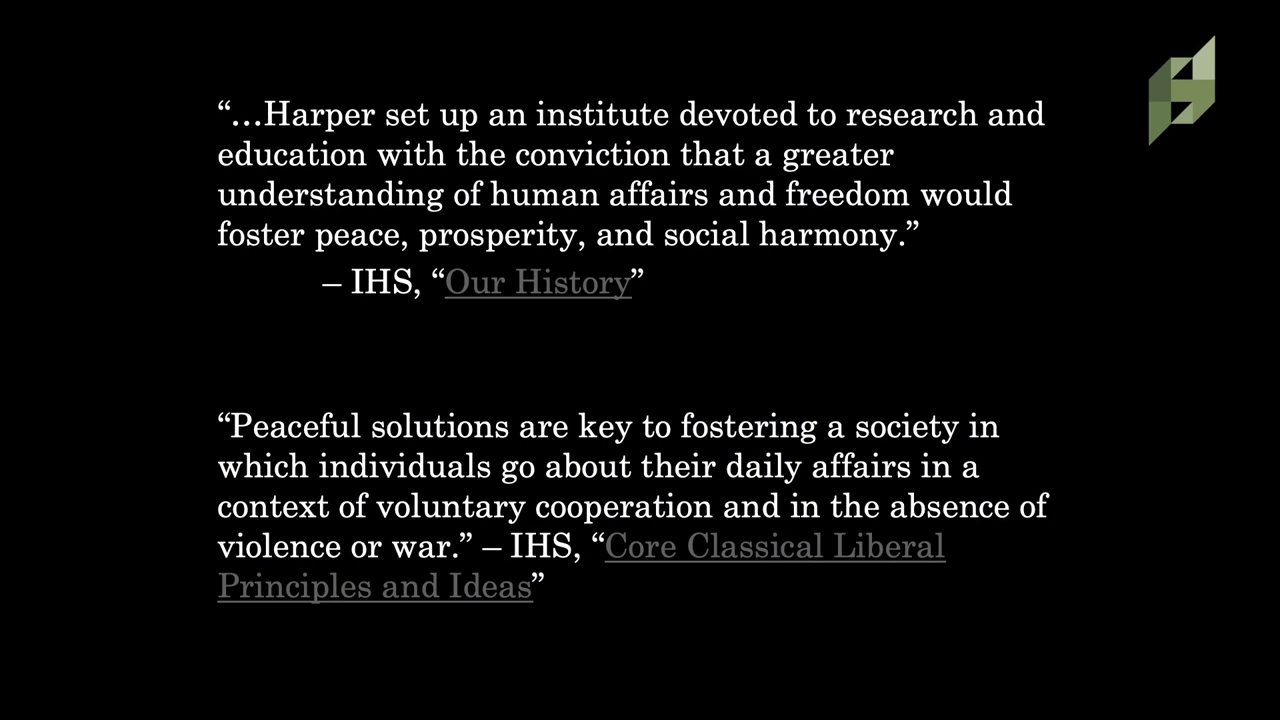 “…Harper set up an institute devoted to research and
education with the conviction that a greater
understanding of human affairs and freedom would
foster peace, prosperity, and social harmony.”
– IHS, “Our History”
“Peaceful solutions are key to fostering a society in
which individuals go about their daily affairs in a
context of voluntary cooperation and in the absence of
violence or war.” – IHS, “Core Classical Liberal
Principles and Ideas”